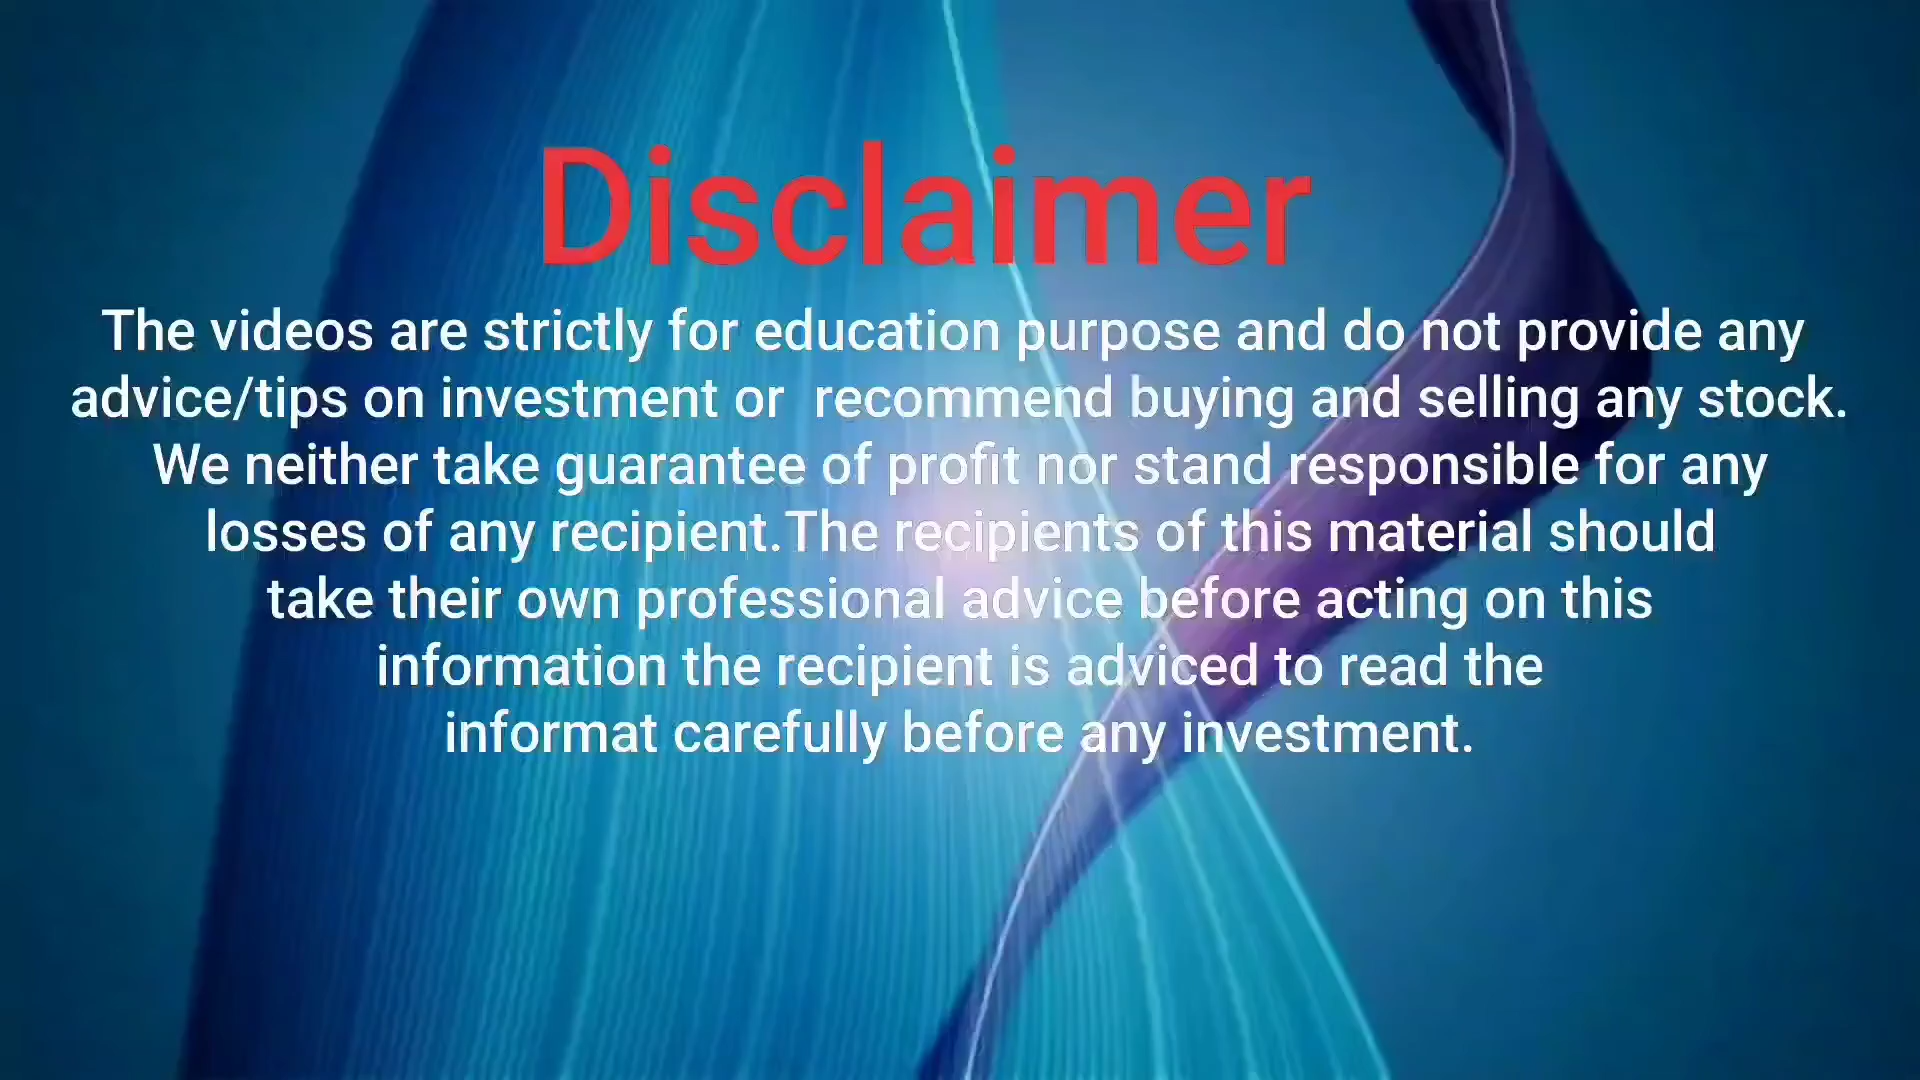 Disclaimer
The videos are strictly for education purpose and do not provide any
advice/tips on investment or  recommend buying and selling any stock.
We neither take guarantee of profit nor stand responsible for any
losses of any recipient.The recipients of this material should
take their own professional advice before acting on this
information the recipient is adviced to read the
informat carefully before any investment.